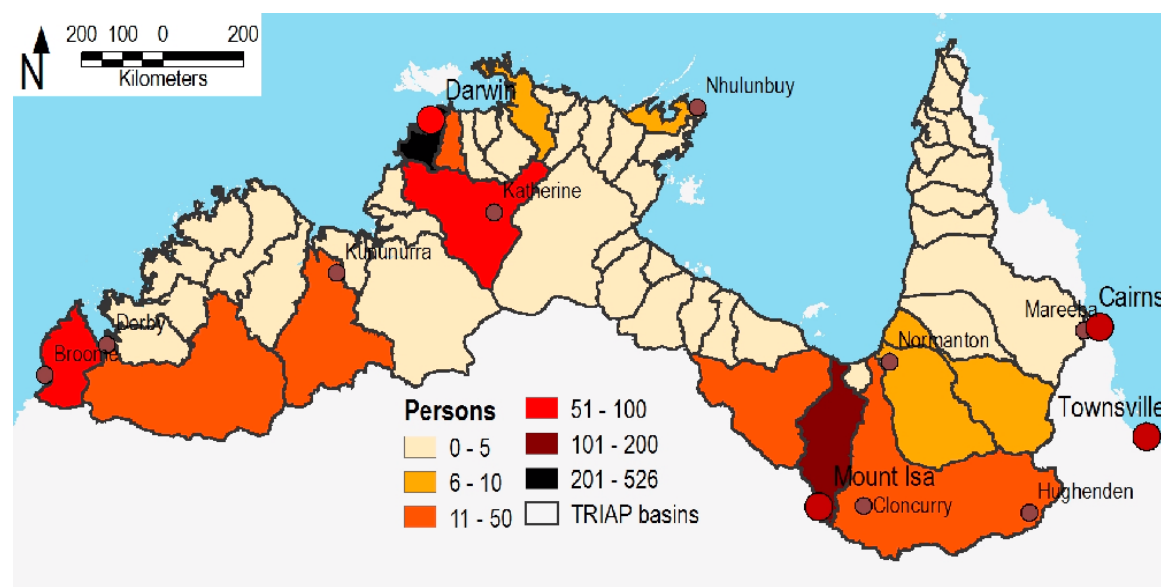 200 100 0 200
Kilometers
N
Darwin
Nhulunbuy
Katherine
Kununurra
Derby
Broome
Mareeba
Cairns
Normanton
Townsville
Mount Isa
Cloncurry
Hughenden
Persons
0 - 5
6 - 10
11 - 50
51 - 100
101 - 200
201 - 526
TRIAP basins